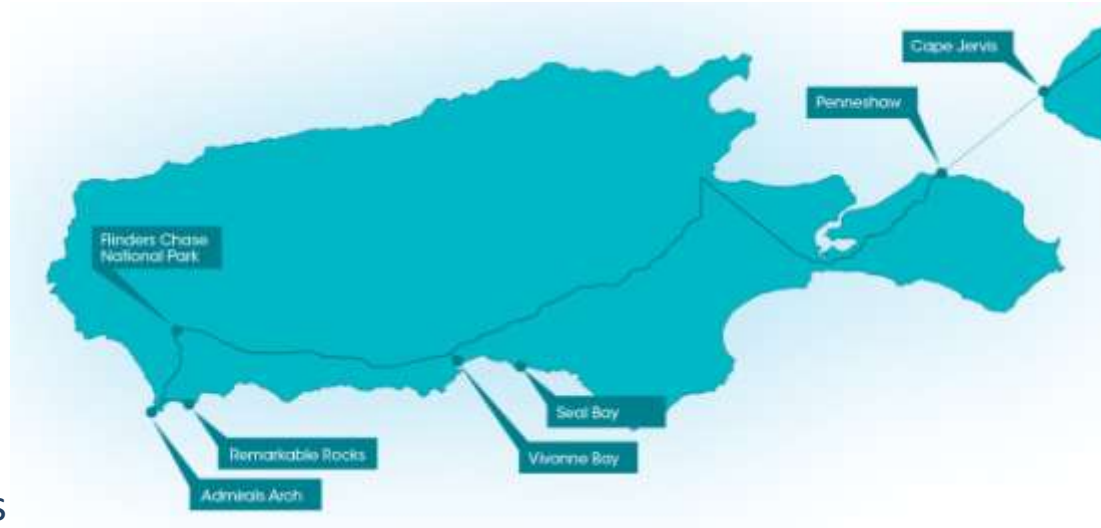 Cape Jervis
Penneshaw
Flinders Chase
National Park
Seal Bay
Remarkable Rocks
Vivonne Bay
Admirals Arch
s